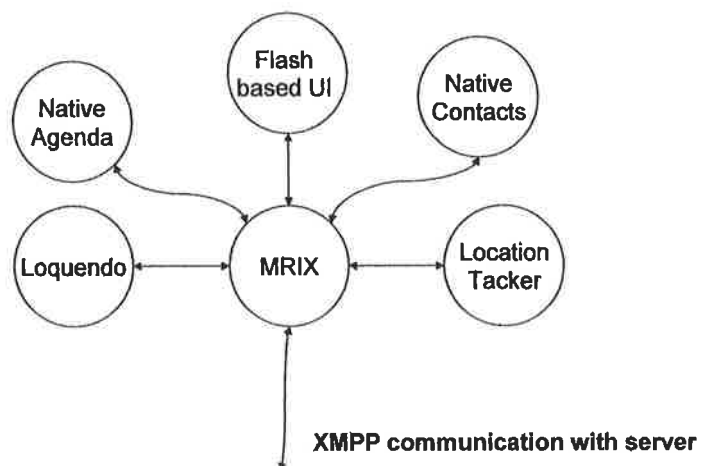 Flash
based UI
Native
Contacts
Native
Agenda
Loquendo
MRIX
Location
Tacker
XMPP communication with server